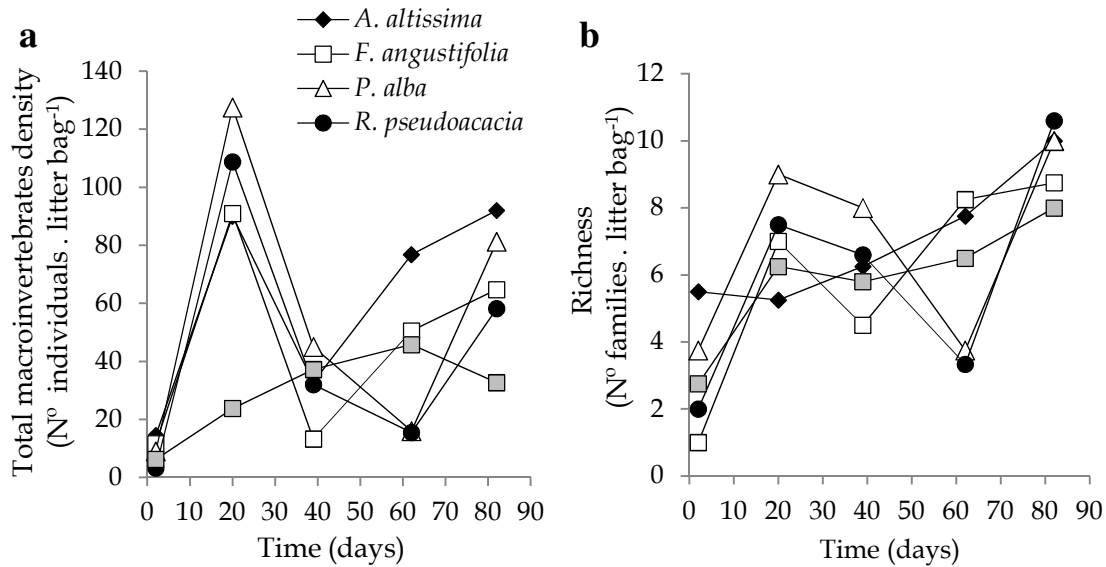 a
A. altissima
F. angustifolia
P. alba
R. pseudoacacia
Total macroinvertebrates density
(Nº individuals . litter bag-1)
140
120
100
80
60
40
20
0
0 10 20 30 40 50 60 70 80 90
Time (days)
b
Richness
(Nº families . litter bag-1)
12
10
8
6
4
2
0
0 10 20 30 40 50 60 70 80 90
Time (days)